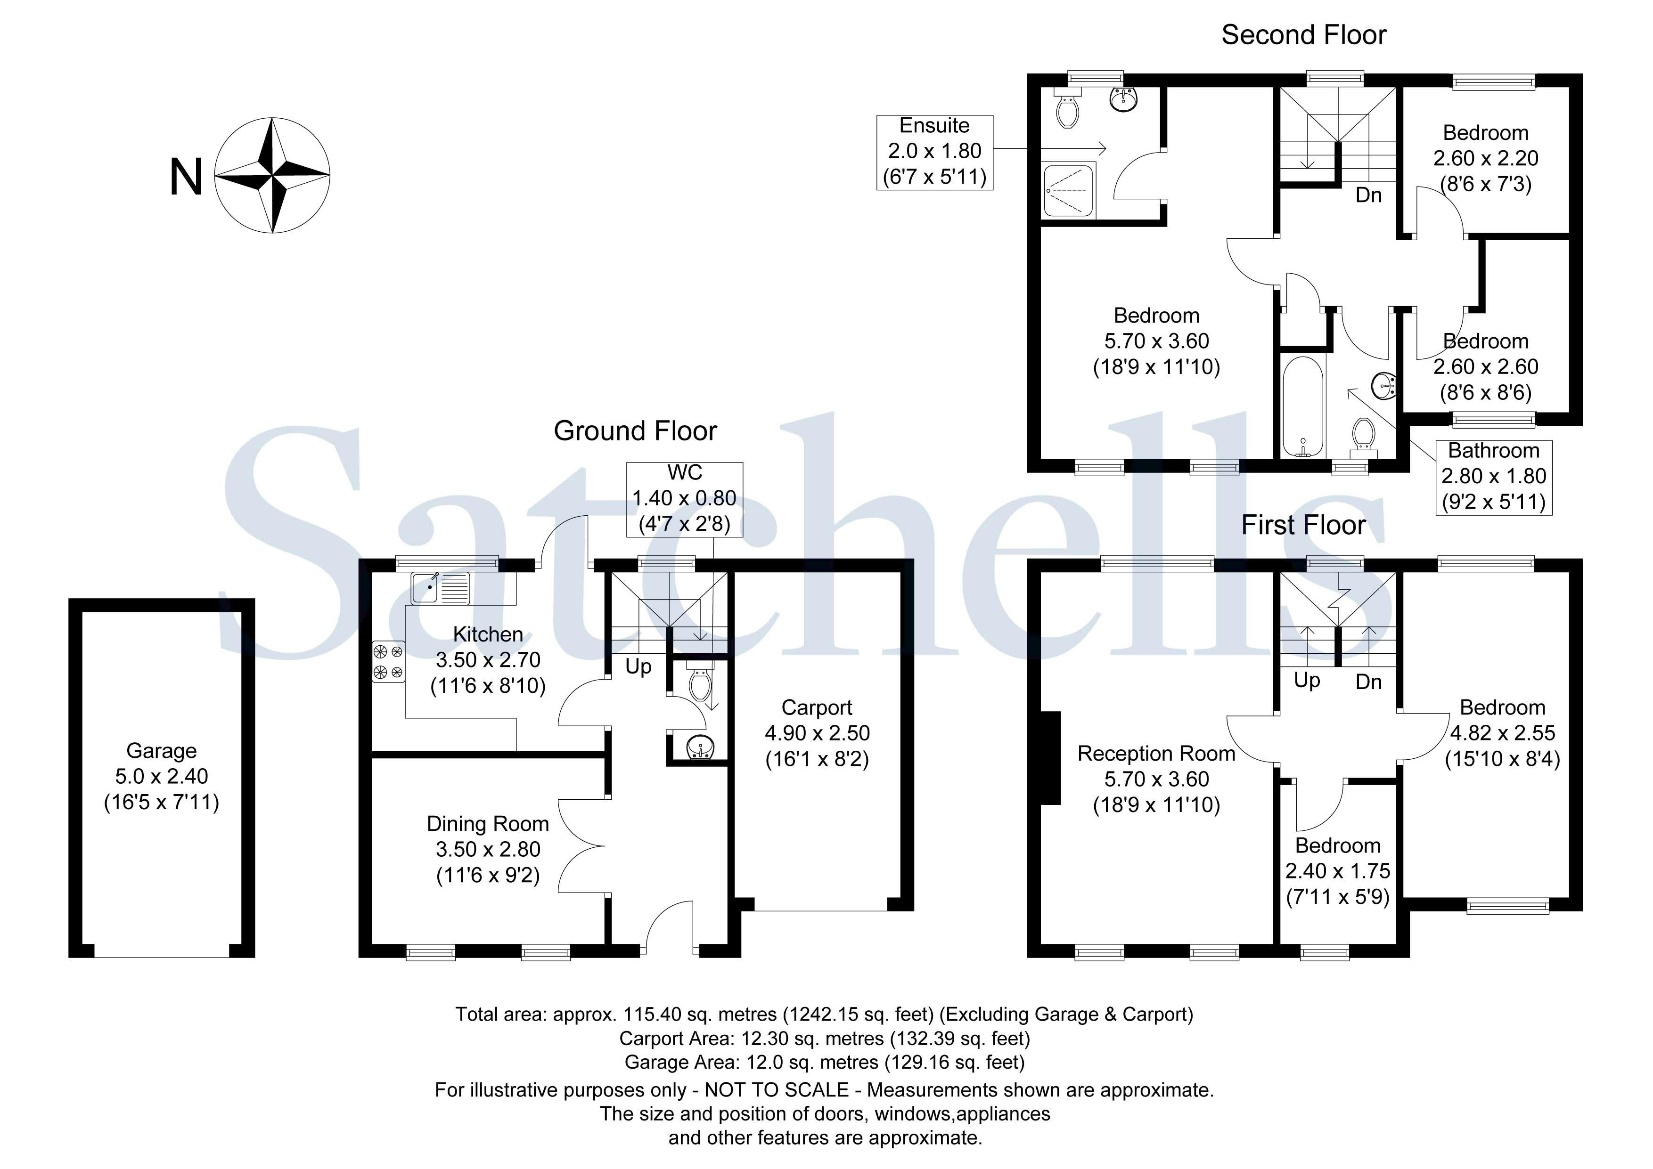 Second Floor
Ensuite
2.0 x 1.80
(6'7 x 5'11)
Bedroom
2.60 x 2.20
(8'6 x 7'3)
Dn
N
Bedroom
5.70 x 3.60
(18'9 x 11'10)
Bedroom
2.60 x 2.60
(8'6 x 8'6)
Bathroom
2.80 x 1.80
(9'2 x 5'11)
Satchells
Ground Floor
WC
1.40 x 0.80
(4'7 x 2'8)
Kitchen
3.50 x 2.70
(11'6 x 8'10)
Up
Carport
4.90 x 2.50
(16'1 x 8'2)
Garage
5.0 x 2.40
(16'5 x 7'11)
Dining Room
3.50 x 2.80
(11'6 x 9'2)
First Floor
Up
Dn
Reception Room
5.70 x 3.60
(18'9 x 11'10)
Bedroom
4.82 x 2.55
(15'10 x 8'4)
Bedroom
2.40 x 1.75
(7'11 x 5'9)
Total area: approx. 115.40 sq. metres (1242.15 sq. feet) (Excluding Garage & Carport)
Carport Area: 12.30 sq. metres (132.39 sq. feet)
Garage Area: 12.0 sq. metres (129.16 sq. feet)
For illustrative purposes only - NOT TO SCALE - Measurements shown are approximate.
The size and position of doors, windows,appliances
and other features are approximate.